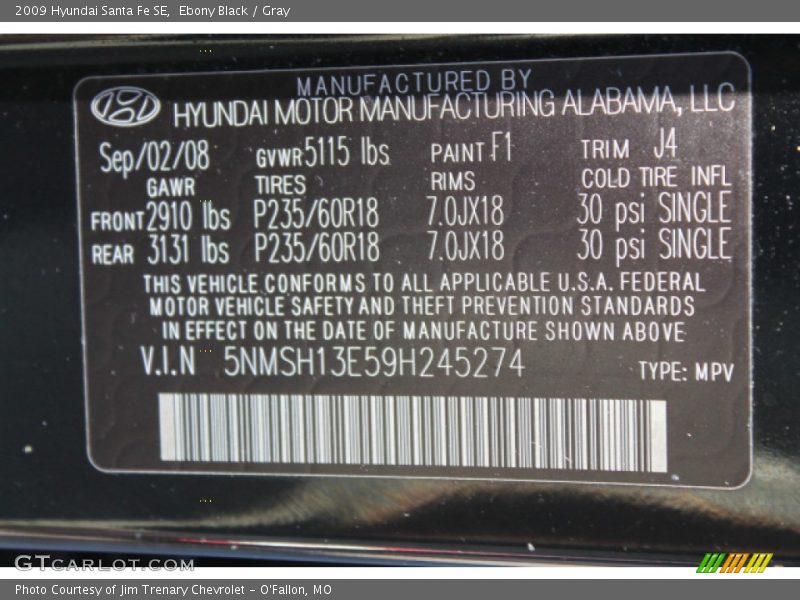 2009 Hyundai Santa Fe SE, Ebony Black / Gray
MANUFACTURED BY
HYUNDAI MOTOR MANUFACTURING ALABAMA, LLC
Sep/02/08 GVWR 5115 lbs PAINT F1 TRIM J4
GAWR TIRES RIMS COLD TIRE INFL
FRONT 2910 lbs P235/60R18 7.0JX18 30 psi SINGLE
REAR 3131 lbs P235/60R18 7.0JX18 30 psi SINGLE
THIS VEHICLE CONFORMS TO ALL APPLICABLE U.S.A. FEDERAL
MOTOR VEHICLE SAFETY AND THEFT PREVENTION STANDARDS
IN EFFECT ON THE DATE OF MANUFACTURE SHOWN ABOVE
V.I.N 5NMSH13E59H245274 TYPE: MPV
GTCARLOT.COM
Photo Courtesy of Jim Trenary Chevrolet - O'Fallon, MO